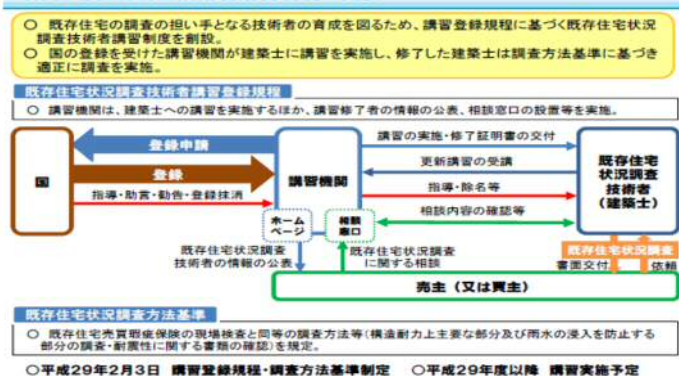 ○ 既存住宅の調査の担い手となる技術者の育成を図るため、講習登録規程に基づく既存住宅状況
調査技術者講習制度を創設。
○ 国の登録を受けた講習機関が建築士に講習を実施し、修了した建築士は調査方法基準に基づき
適正に調査を実施。
既存住宅状況調査技術者講習登録規程
○ 講習機関は、建築士への講習を実施するほか、講習修了者の情報の公表、相談窓口の設置等を実施。
国
登録申請
登録
指導・助言・勧告・登録抹消
講習機関
ホーム
ページ
相談
窓口
講習の実施・修了証明書の交付
更新講習の受講
指導・除名等
相談内容の確認等
既存住宅
状況調査
技術者
(建築士)
既存住宅状況調査
技術者の情報の公表
既存住宅状況調査
に関する相談
既存住宅状況調査
書面交付
依頼
売主(又は買主)
既存住宅状況調査方法基準
○ 既存住宅売買瑕疵保険の現場検査と同等の調査方法等(構造耐力上主要な部分及び雨水の浸入を防止する
部分の調査・耐震性に関する書類の確認)を規定。
○平成29年2月3日 講習登録規程・調査方法基準制定 ○平成29年度以降 講習実施予定